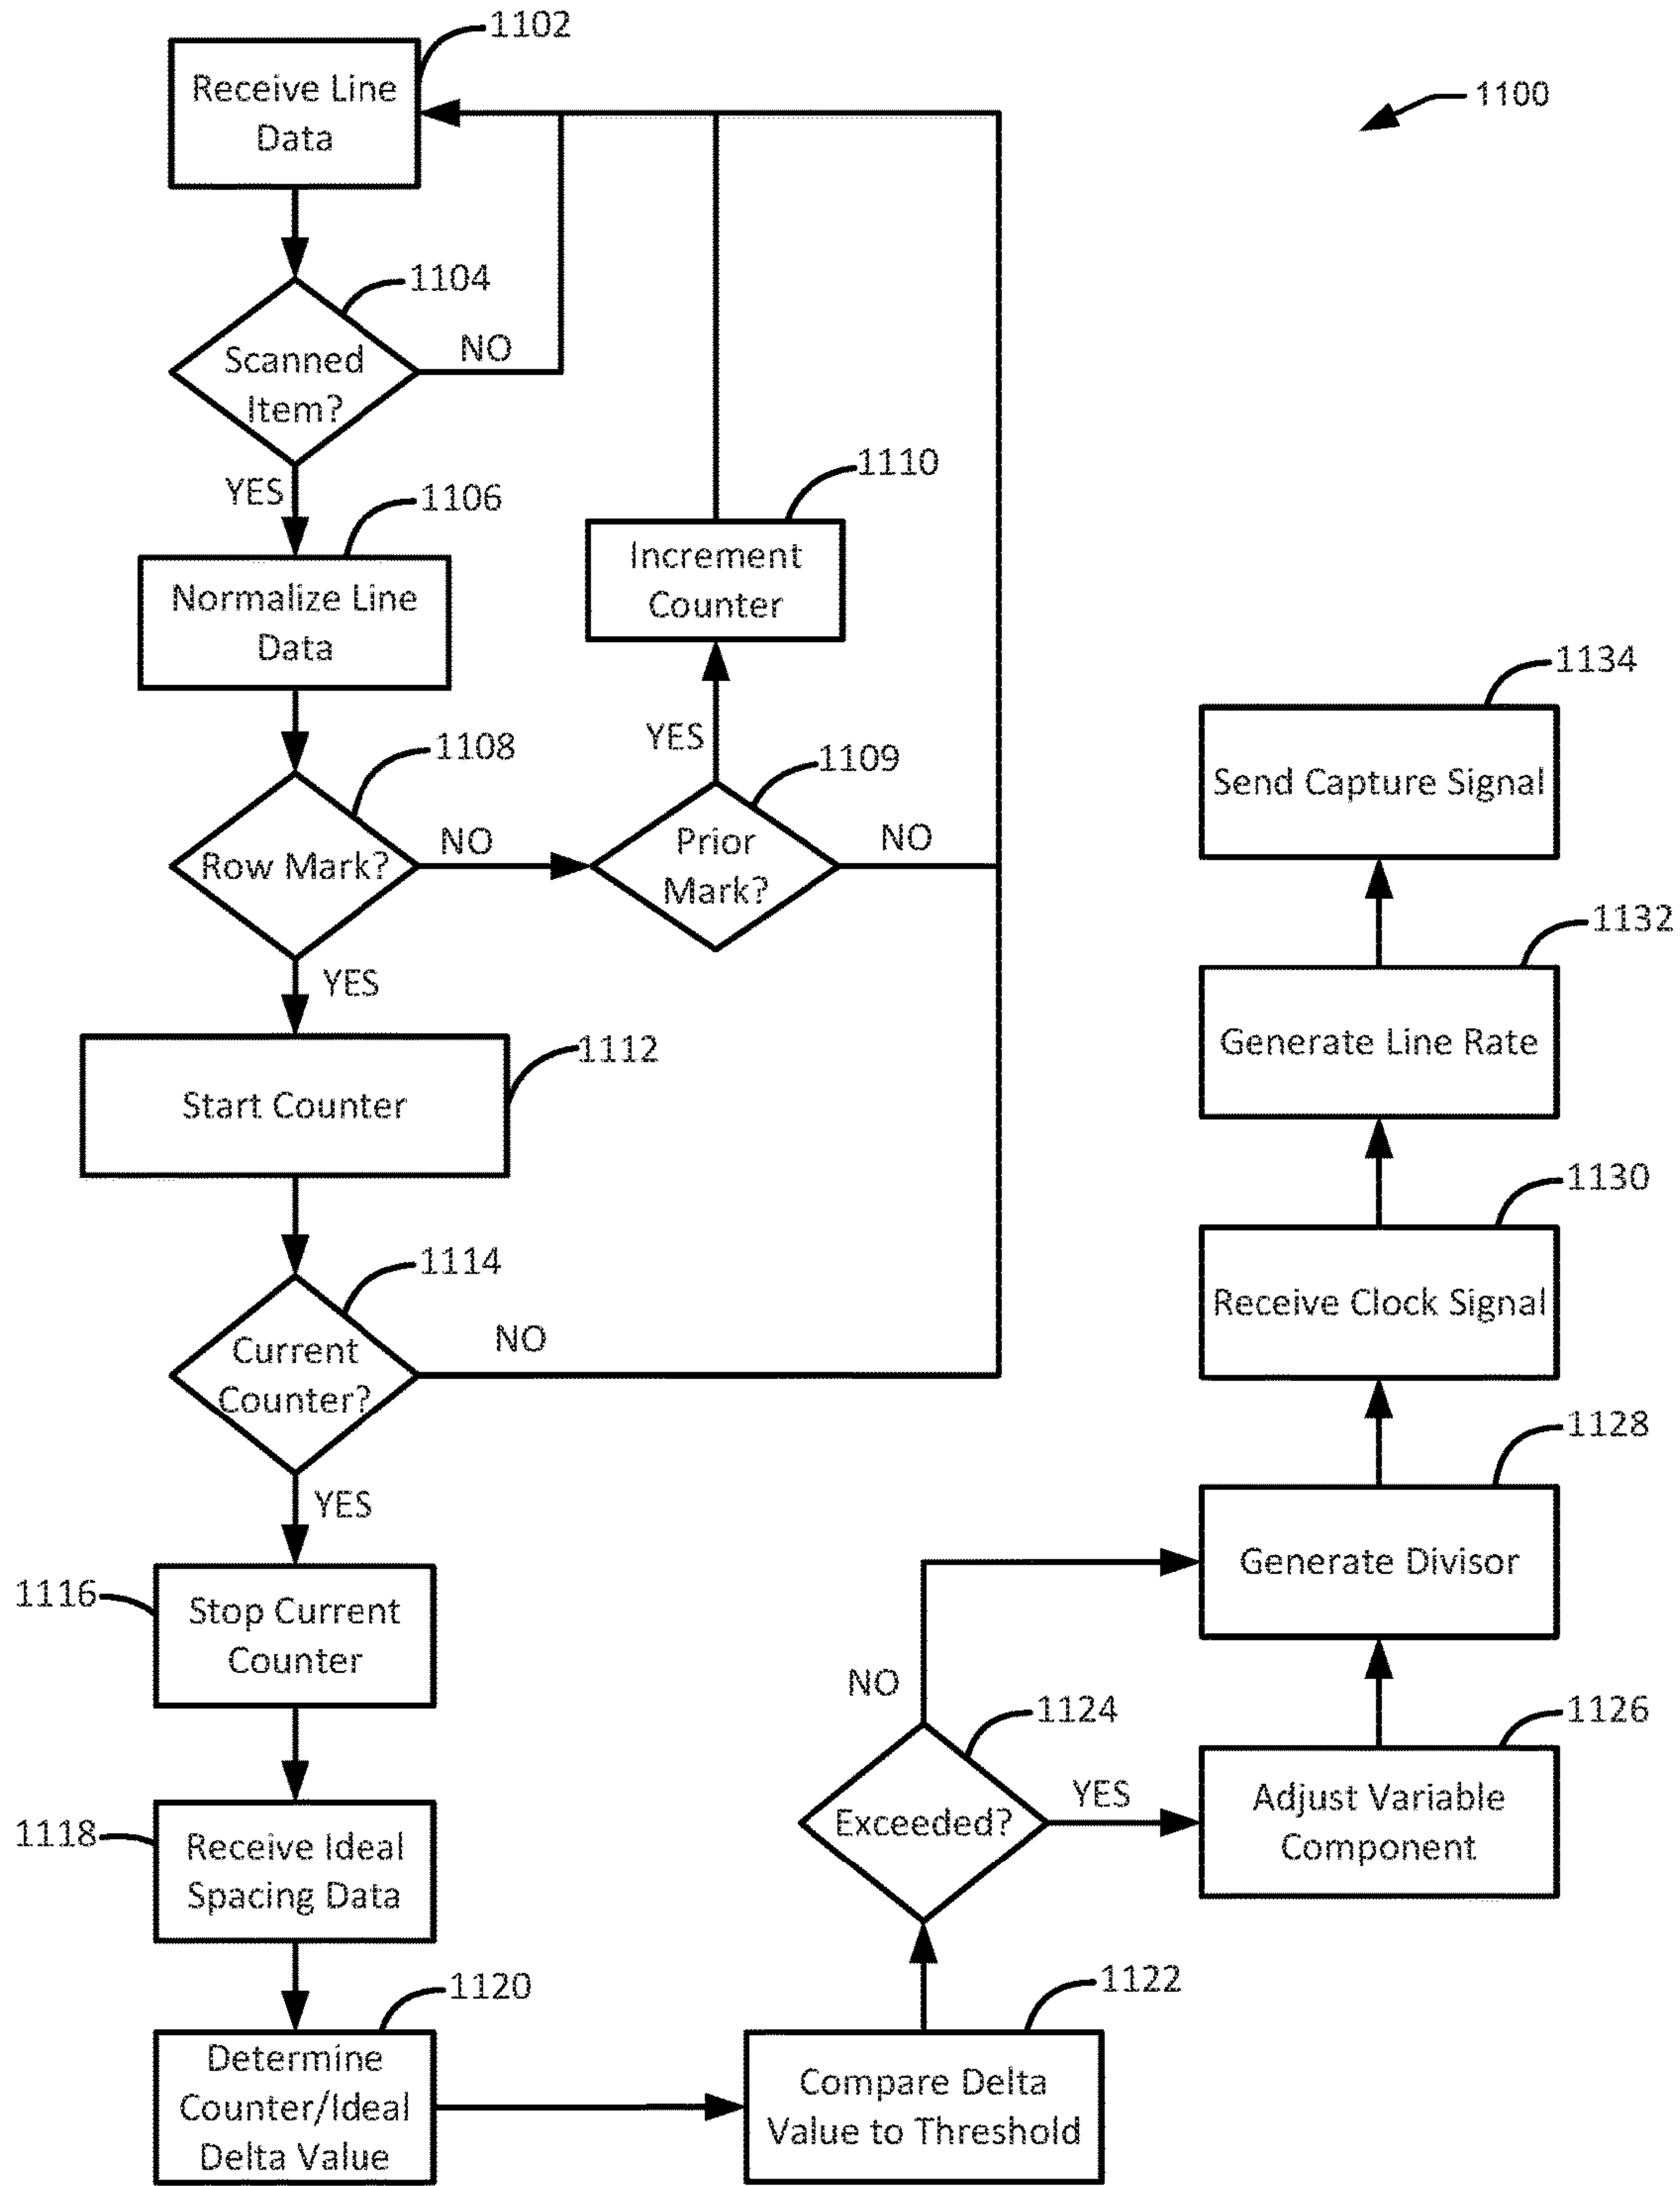 1102
Receive Line
Data
1100
1104
Scanned
Item?
NO
YES
1106
Normalize Line
Data
1110
Increment
Counter
YES
1108
Row Mark?
NO
1109
Prior
Mark?
NO
YES
1112
Start Counter
1114
Current
Counter?
NO
YES
1116
Stop Current
Counter
1118
Receive Ideal
Spacing Data
1120
Determine
Counter/Ideal
Delta Value
1122
Compare Delta
Value to Threshold
1124
Exceeded?
NO
YES
1126
Adjust Variable
Component
1128
Generate Divisor
1130
Receive Clock Signal
1132
Generate Line Rate
1134
Send Capture Signal